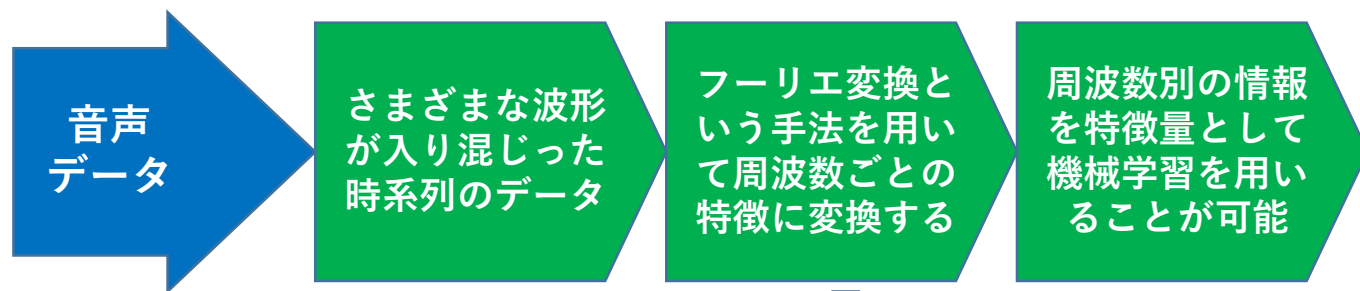 音声
データ
さまざまな波形
が入り混じった
時系列のデータ
フーリエ変換と
いう手法を用い
て周波数ごとの
特徴に変換する
周波数別の情報
を特徴量として
機械学習を用い
ることが可能